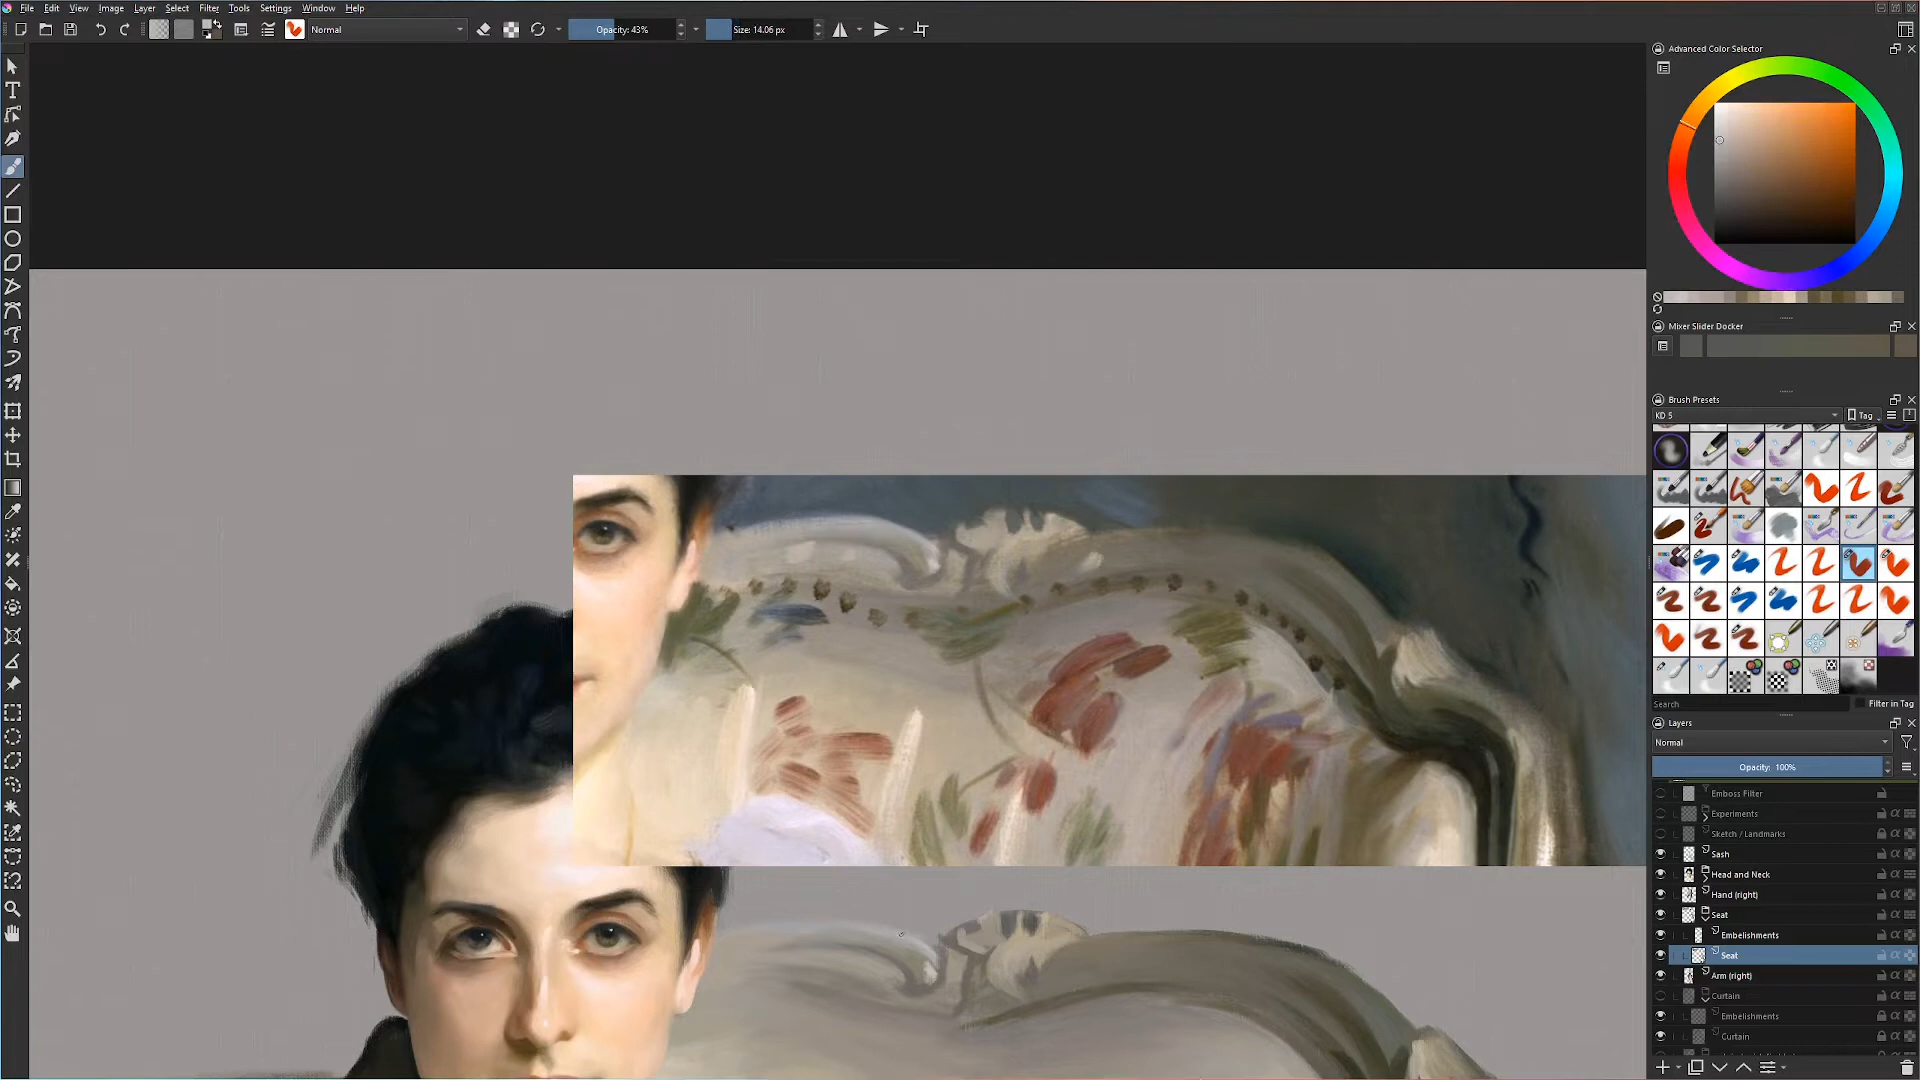 File Edit View Image Layer Select Filter Tools Settings Window Help
Normal
Opacity: 43%
Size: 14.06 px
Advanced Color Selector
Mixer Slider Docker
Brush Presets
KD 5
Tag
Search
Filter in Tag
Layers
Normal
Opacity: 100%
Emboss Filter
Experiments
Sketch / Landmarks
Sash
Head and Neck
Hand (right)
Seat
Embelishments
Seat
Arm (right)
Curtain
Embelishments
Curtain